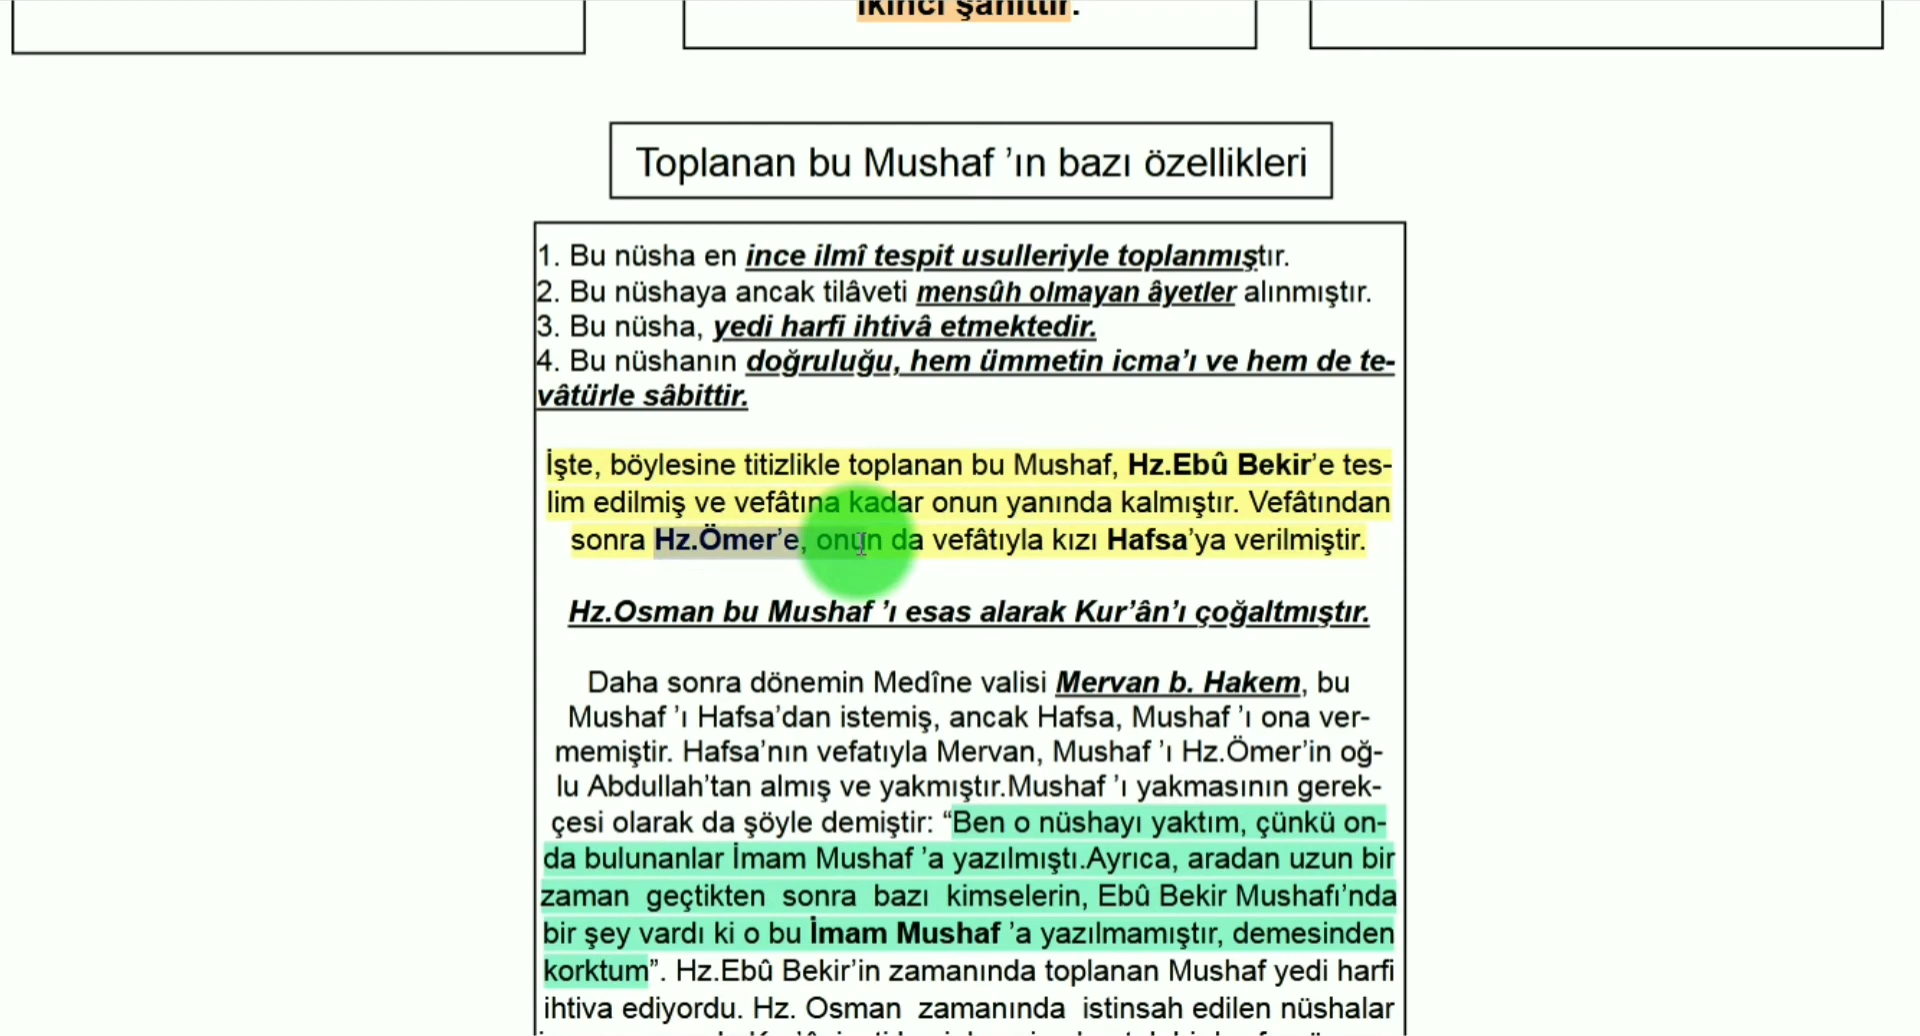 ikinci şahittir.
Toplanan bu Mushaf ’ın bazı özellikleri
1. Bu nüsha en ince ilmî tespit usulleriyle toplanmıştır.
2. Bu nüshaya ancak tilâveti mensûh olmayan âyetler alınmıştır.
3. Bu nüsha, yedi harfi ihtivâ etmektedir.
4. Bu nüshanın doğruluğu, hem ümmetin icma’ı ve hem de te-
vâtürle sâbittir.
İşte, böylesine titizlikle toplanan bu Mushaf, Hz.Ebû Bekir’e tes-
lim edilmiş ve vefâtına kadar onun yanında kalmıştır. Vefâtından
sonra Hz.Ömer’e, onun da vefâtıyla kızı Hafsa’ya verilmiştir.
Hz.Osman bu Mushaf ’ı esas alarak Kur’ân’ı çoğaltmıştır.
Daha sonra dönemin Medîne valisi Mervan b. Hakem, bu
Mushaf ’ı Hafsa’dan istemiş, ancak Hafsa, Mushaf ’ı ona ver-
memiştir. Hafsa’nın vefatıyla Mervan, Mushaf ’ı Hz.Ömer’in oğ-
lu Abdullah’tan almış ve yakmıştır.Mushaf ’ı yakmasının gerek-
çesi olarak da şöyle demiştir: “Ben o nüshayı yaktım, çünkü on-
da bulunanlar İmam Mushaf ’a yazılmıştı.Ayrıca, aradan uzun bir
zaman geçtikten sonra bazı kimselerin, Ebû Bekir Mushafı’nda
bir şey vardı ki o bu İmam Mushaf ’a yazılmamıştır, demesinden
korktum”. Hz.Ebû Bekir’in zamanında toplanan Mushaf yedi harfi
ihtiva ediyordu. Hz. Osman zamanında istinsah edilen nüshalar